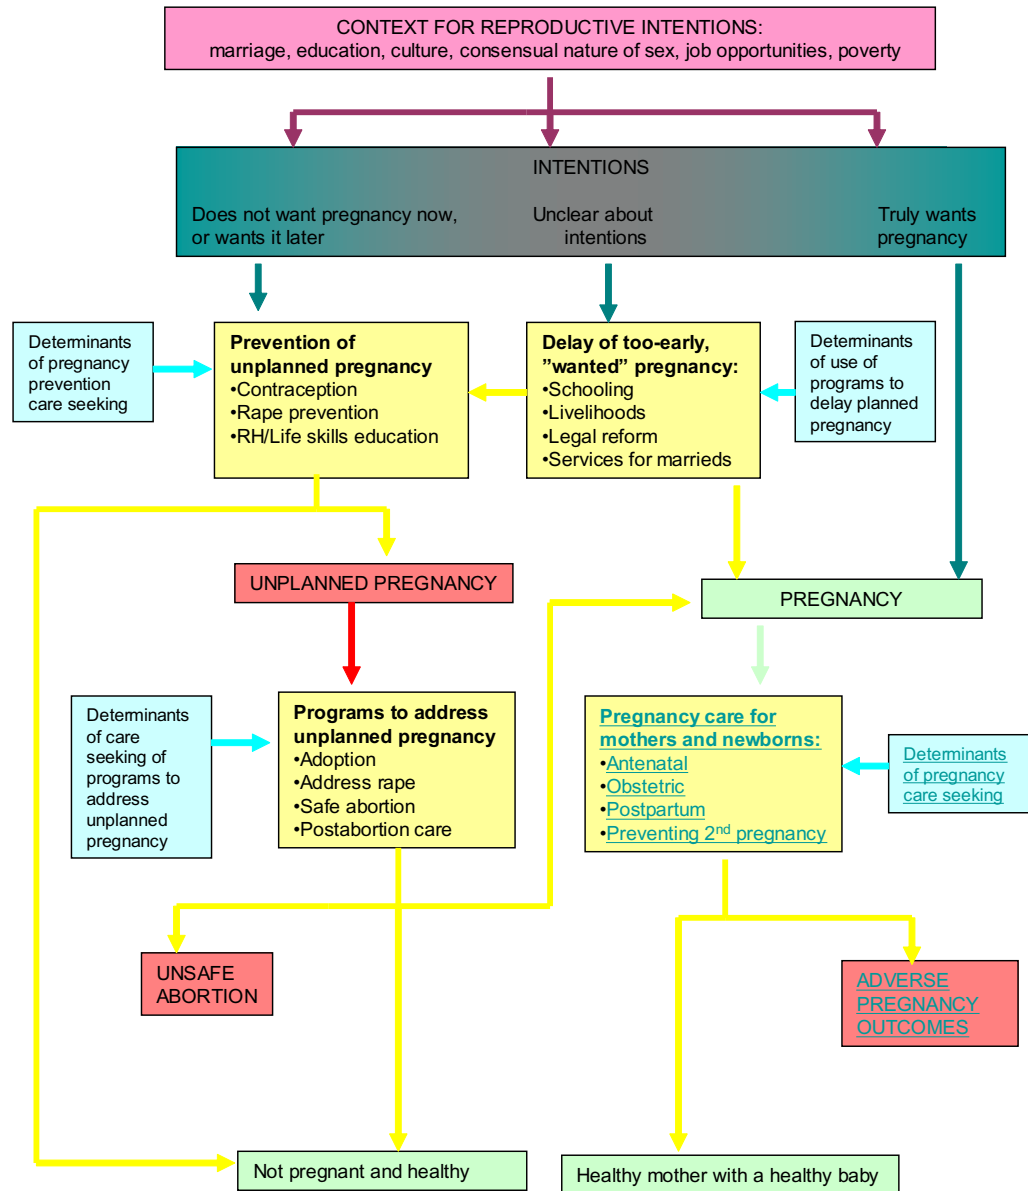 CONTEXT FOR REPRODUCTIVE INTENTIONS:
marriage, education, culture, consensual nature of sex, job opportunities, poverty
INTENTIONS
Does not want pregnancy now,
or wants it later
Unclear about
intentions
Truly wants
pregnancy
Determinants
of pregnancy
prevention
care seeking
Prevention of
unplanned pregnancy
•Contraception
•Rape prevention
•RH/Life skills education
Delay of too-early,
”wanted” pregnancy:
•Schooling
•Livelihoods
•Legal reform
•Services for marrieds
Determinants
of use of
programs to
delay planned
pregnancy
UNPLANNED PREGNANCY
PREGNANCY
Determinants
of care
seeking of
programs to
address
unplanned
pregnancy
Programs to address
unplanned pregnancy
•Adoption
•Address rape
•Safe abortion
•Postabortion care
Pregnancy care for
mothers and newborns:
•Antenatal
•Obstetric
•Postpartum
•Preventing 2nd pregnancy
Determinants
of pregnancy
care seeking
UNSAFE
ABORTION
ADVERSE
PREGNANCY
OUTCOMES
Not pregnant and healthy
Healthy mother with a healthy baby